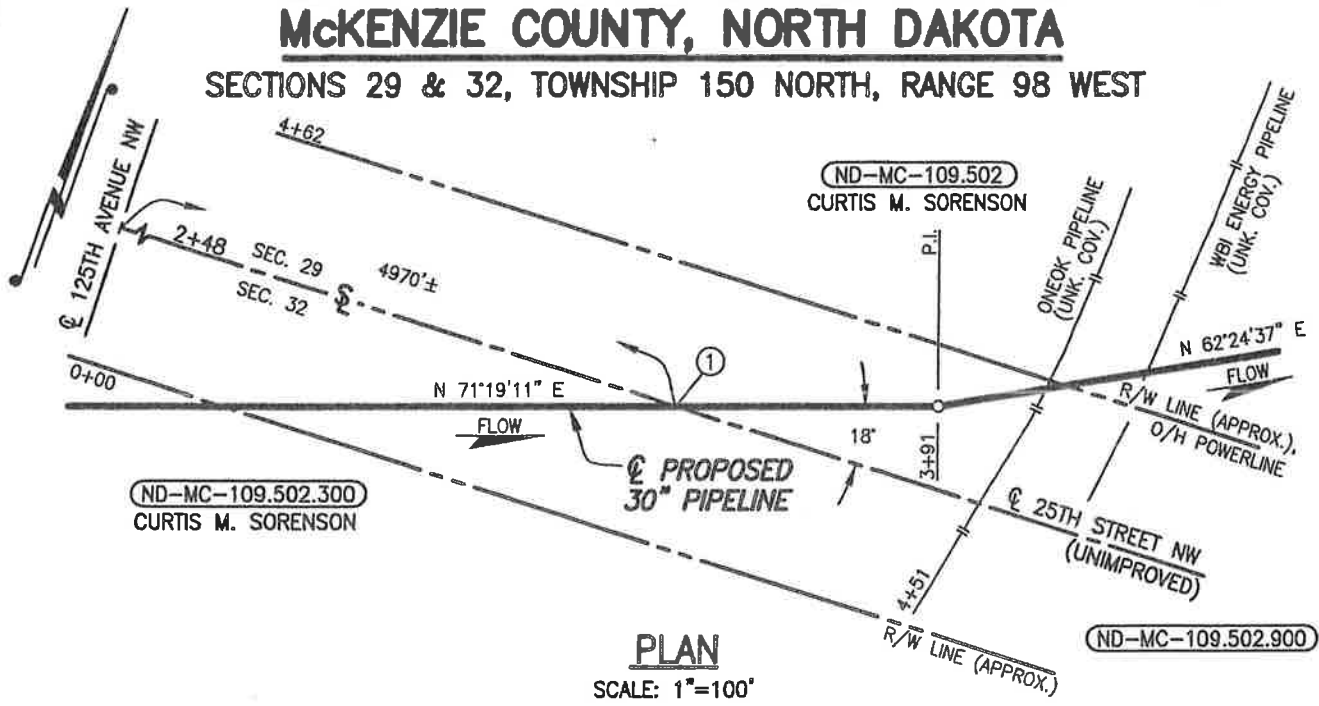 McKENZIE COUNTY, NORTH DAKOTA
SECTIONS 29 & 32, TOWNSHIP 150 NORTH, RANGE 98 WEST
4+62
ND-MC-109.502
CURTIS M. SORENSON
℄ 125TH AVENUE NW
2+48
SEC. 29
SEC. 32
4970'±
P.I.
ONEOK PIPELINE
(UNK. COV.)
WBI ENERGY PIPELINE
(UNK. COV.)
N 62°24'37" E
FLOW
0+00
N 71°19'11" E
1
FLOW
18°
3+91
R/W LINE (APPROX.),
O/H POWERLINE
℄ PROPOSED
30" PIPELINE
ND-MC-109.502.300
CURTIS M. SORENSON
℄ 25TH STREET NW
(UNIMPROVED)
4+51
R/W LINE (APPROX.)
ND-MC-109.502.900
PLAN
SCALE: 1"=100'